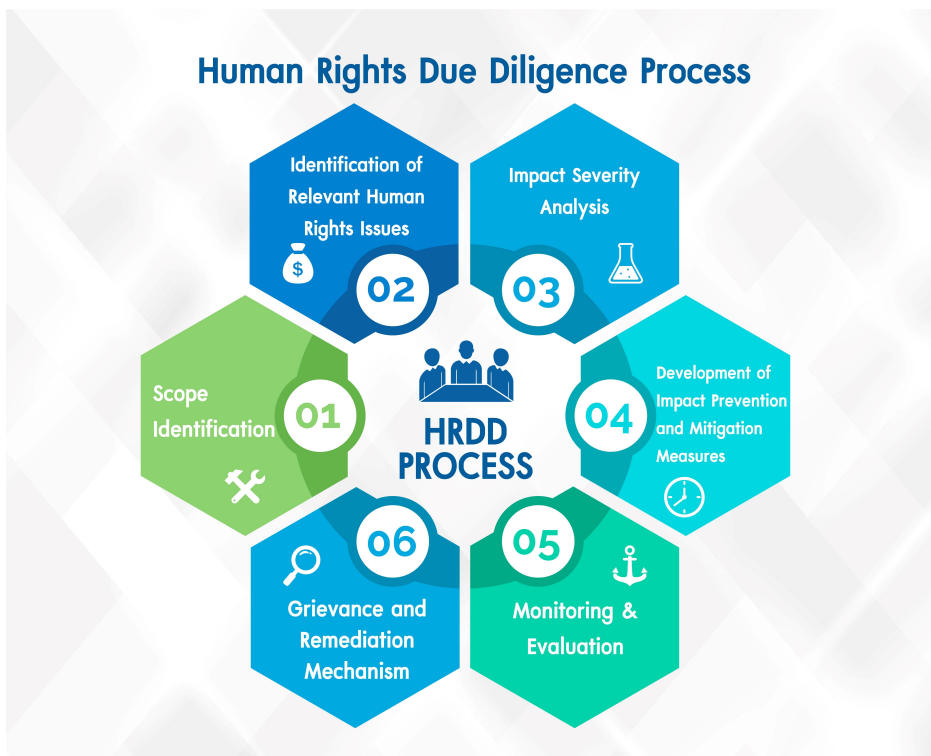 Human Rights Due Diligence Process
Scope
Identification
01
Identification of
Relevant Human
Rights Issues
$
02
Impact Severity
Analysis
03
Development of
Impact Prevention
and Mitigation
Measures
04
Monitoring &
Evaluation
05
Grievance and
Remediation
Mechanism
06
HRDD
PROCESS